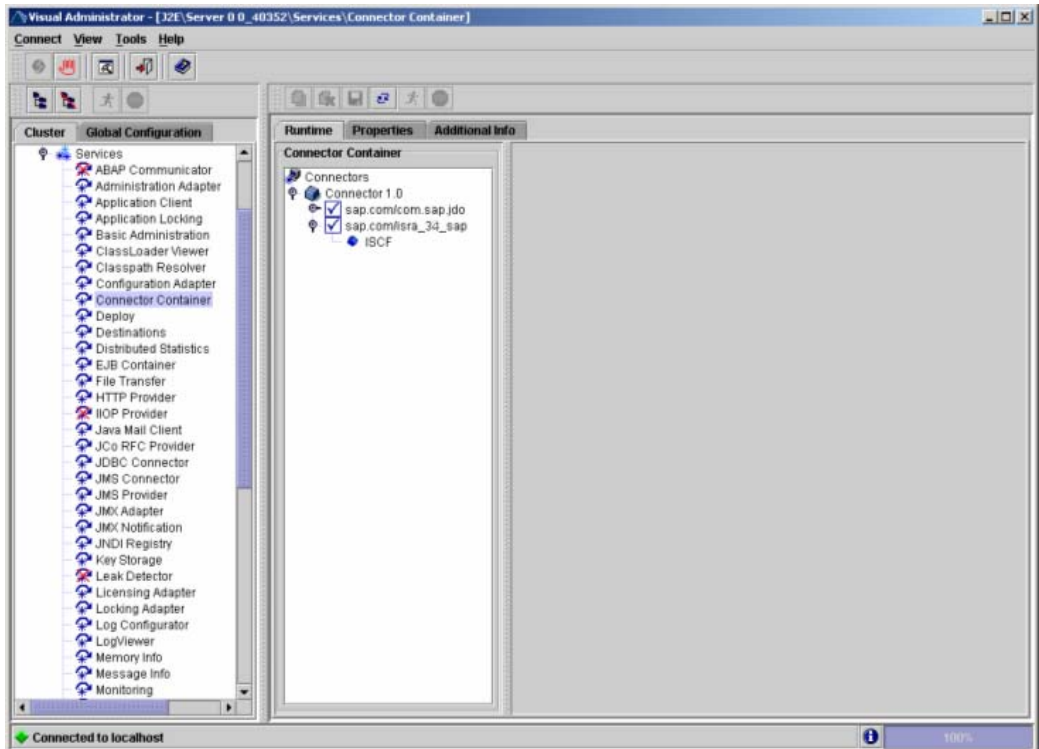 Visual Administrator - [J2E\Server 0 0_40352\Services\Connector Container]
Connect View Tools Help
Cluster Global Configuration
Services
ABAP Communicator
Administration Adapter
Application Client
Application Locking
Basic Administration
ClassLoader Viewer
Classpath Resolver
Configuration Adapter
Connector Container
Deploy
Destinations
Distributed Statistics
EJB Container
File Transfer
HTTP Provider
IIOP Provider
Java Mail Client
JCo RFC Provider
JDBC Connector
JMS Connector
JMS Provider
JMX Adapter
JMX Notification
JNDI Registry
Key Storage
Leak Detector
Licensing Adapter
Locking Adapter
Log Configurator
LogViewer
Memory Info
Message Info
Monitoring
Runtime Properties Additional Info
Connector Container
Connectors
Connector 1.0
sap.com/com.sap.jdo
sap.com/isra_34_sap
ISCF
Connected to localhost
100%